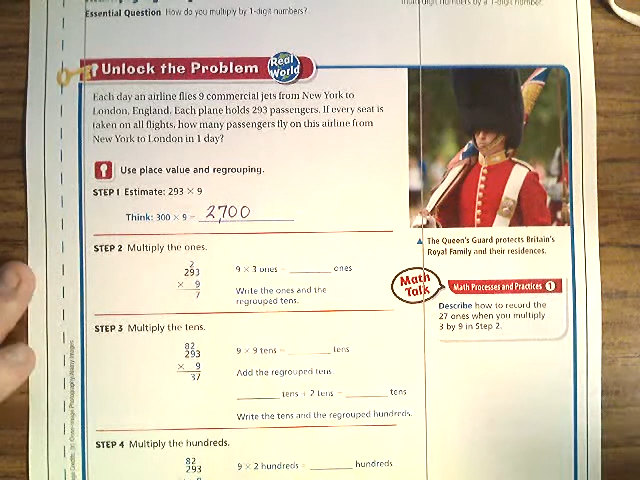 Essential Question How do you multiply by 1-digit numbers?
Unlock the Problem
Real World
Each day an airline flies 9 commercial jets from New York to
London, England. Each plane holds 293 passengers. If every seat is
taken on all flights, how many passengers fly on this airline from
New York to London in 1 day?
Use place value and regrouping.
STEP 1 Estimate: 293 × 9
Think: 300 × 9 = 2,700
STEP 2 Multiply the ones.
2
293
× 9
7
9 × 3 ones = ______ ones
Write the ones and the
regrouped tens.
STEP 3 Multiply the tens.
82
293
× 9
37
9 × 9 tens = ______ tens
Add the regrouped tens.
______ tens + 2 tens = ______ tens
Write the tens and the regrouped hundreds.
STEP 4 Multiply the hundreds.
82
293
9 × 2 hundreds = ______ hundreds
▲ The Queen's Guard protects Britain's
Royal Family and their residences.
Math
Talk
Math Processes and Practices 1
Describe how to record the
27 ones when you multiply
3 by 9 in Step 2.